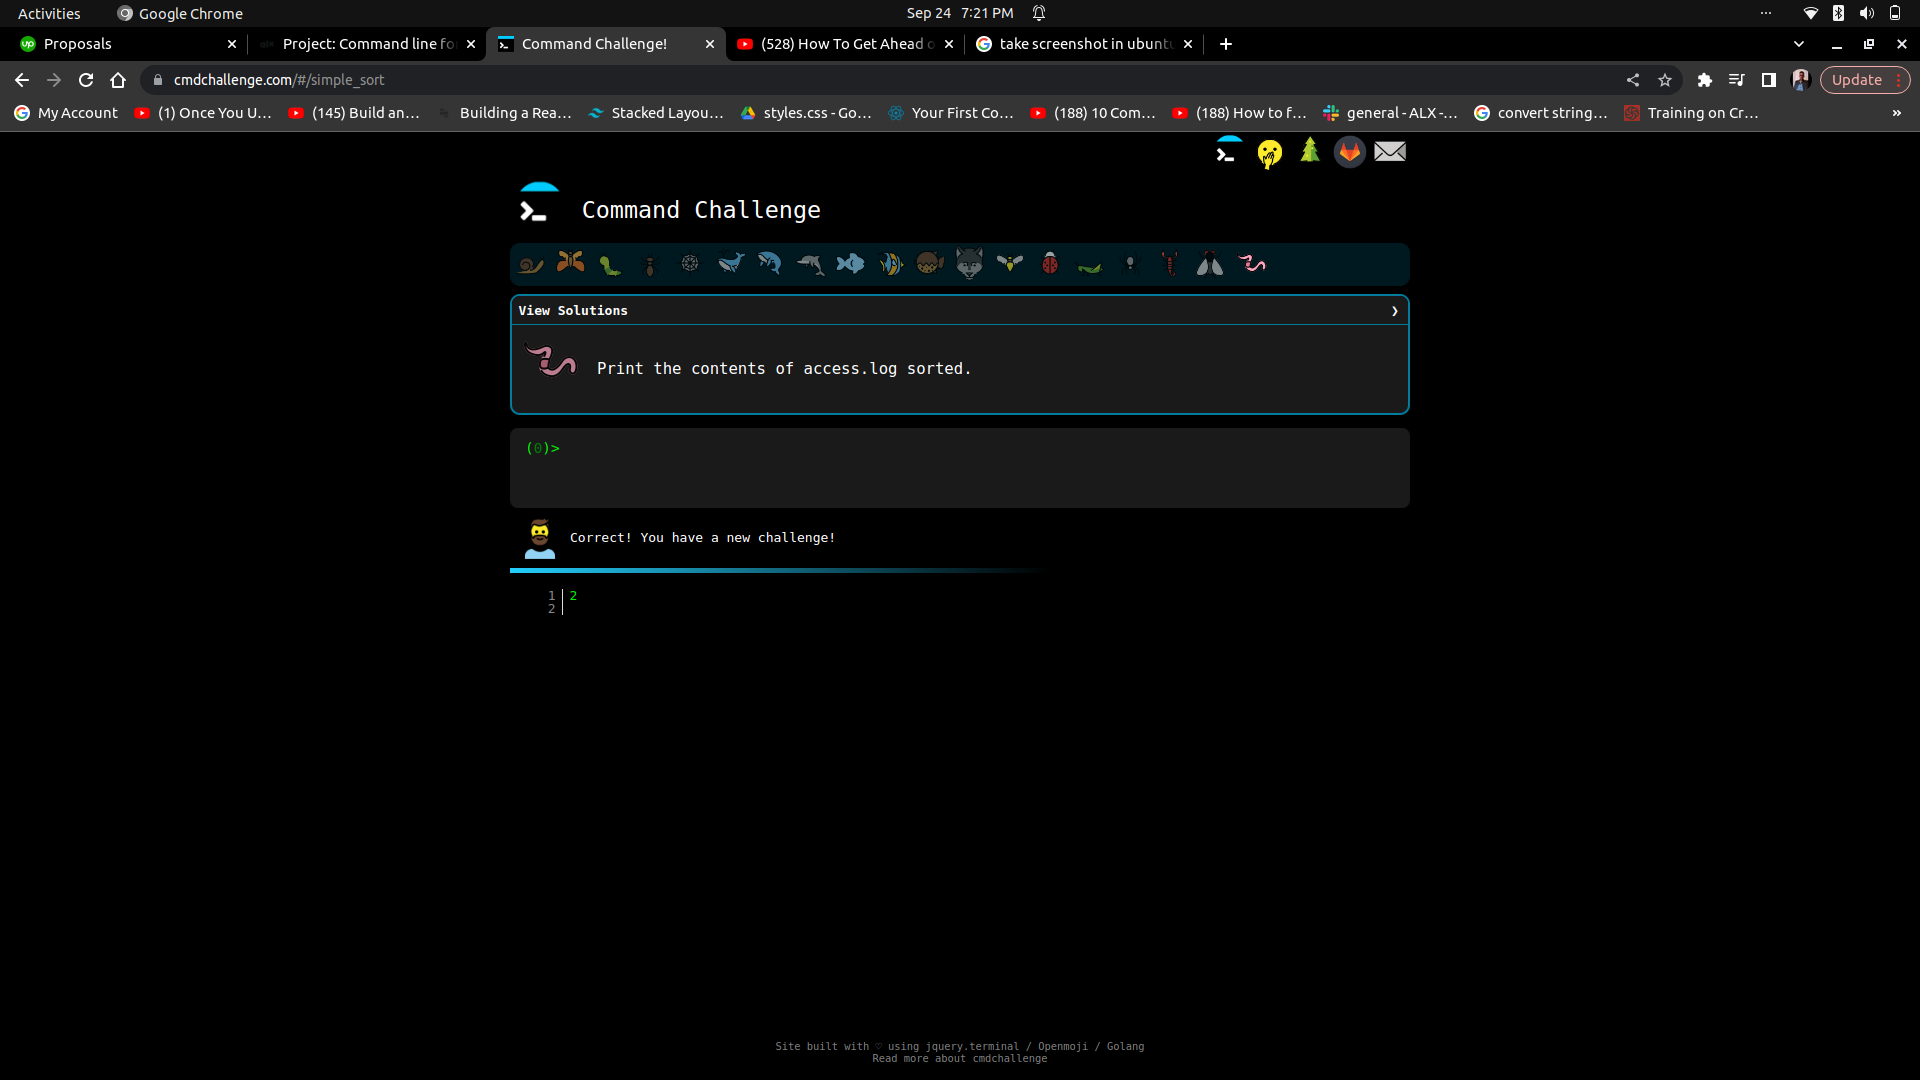 Activities Google Chrome Sep 24 7:21 PM
Proposals Project: Command line fo Command Challenge! (528) How To Get Ahead o take screenshot in ubunt
cmdchallenge.com/#/simple_sort Update
My Account (1) Once You U… (145) Build an… Building a Rea… Stacked Layou… styles.css - Go… Your First Co… (188) 10 Com… (188) How to f… general - ALX -… convert string… Training on Cr… »
Command Challenge
View Solutions
Print the contents of access.log sorted.
(0)>
Correct! You have a new challenge!
1 2
2
Site built with ♡ using jquery.terminal / Openmoji / Golang
Read more about cmdchallenge